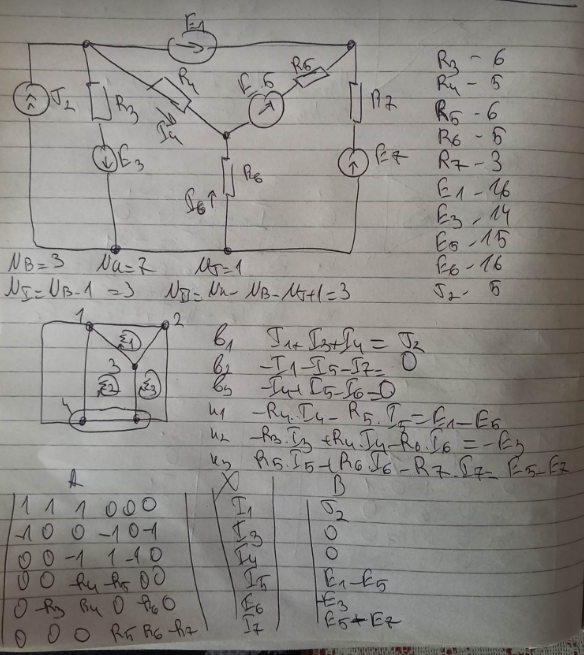 E1
J2
R3
R4
I4
E5
R5
R7
E3
R6
I6
E7
R3 - 6
R4 - 5
R5 - 6
R6 - 5
R7 - 3
E1 - 16
E3 - 14
E5 - 15
E6 - 16
J2 - 5
NB=3 Na=7 NJ=1
NI=NB-1 =3 NII=Na-NB-NJ+1=3
1 2
Σ1
3
Σ2 Σ3
4
b1 I1+I3+I4= J2
b2 -I1-I5-I7= 0
b3 -I4+I5-I6=0
u1 -R4.I4-R5.I5=E1-E5
u2 -R3.I3+R4.I4-R6.I6=-E3
u3 R5.I5+R6.I6-R7.I7= E5-E7
A X B
1 1 1 0 0 0 I1 J2
-1 0 0 -1 0 -1 I3 0
0 0 -1 1 -1 0 I4 0
0 0 -R4 -R5 0 0 I5 E1-E5
0 -R3 R4 0 -R6 0 E6 -E3
0 0 0 R5 R6 -R7 I7 E5-E7